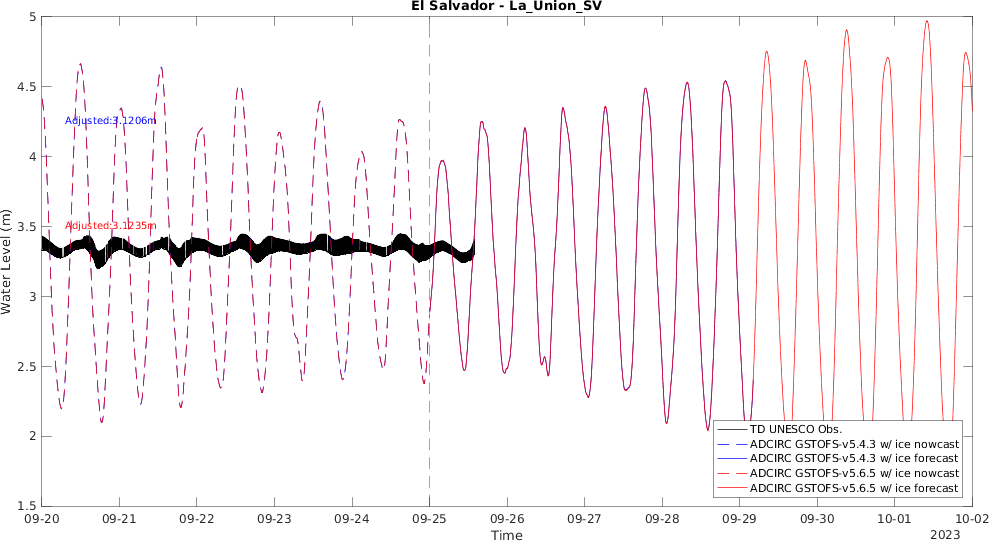 El Salvador - La_Union_SV
5
4.5
4
3.5
3
2.5
2
1.5
Water Level (m)
Adjusted:3.1206m
Adjusted:3.1235m
TD UNESCO Obs.
ADCIRC GSTOFS-v5.4.3 w/ ice nowcast
ADCIRC GSTOFS-v5.4.3 w/ ice forecast
ADCIRC GSTOFS-v5.6.5 w/ ice nowcast
ADCIRC GSTOFS-v5.6.5 w/ ice forecast
09-20 09-21 09-22 09-23 09-24 09-25 09-26 09-27 09-28 09-29 09-30 10-01 10-02
Time
2023